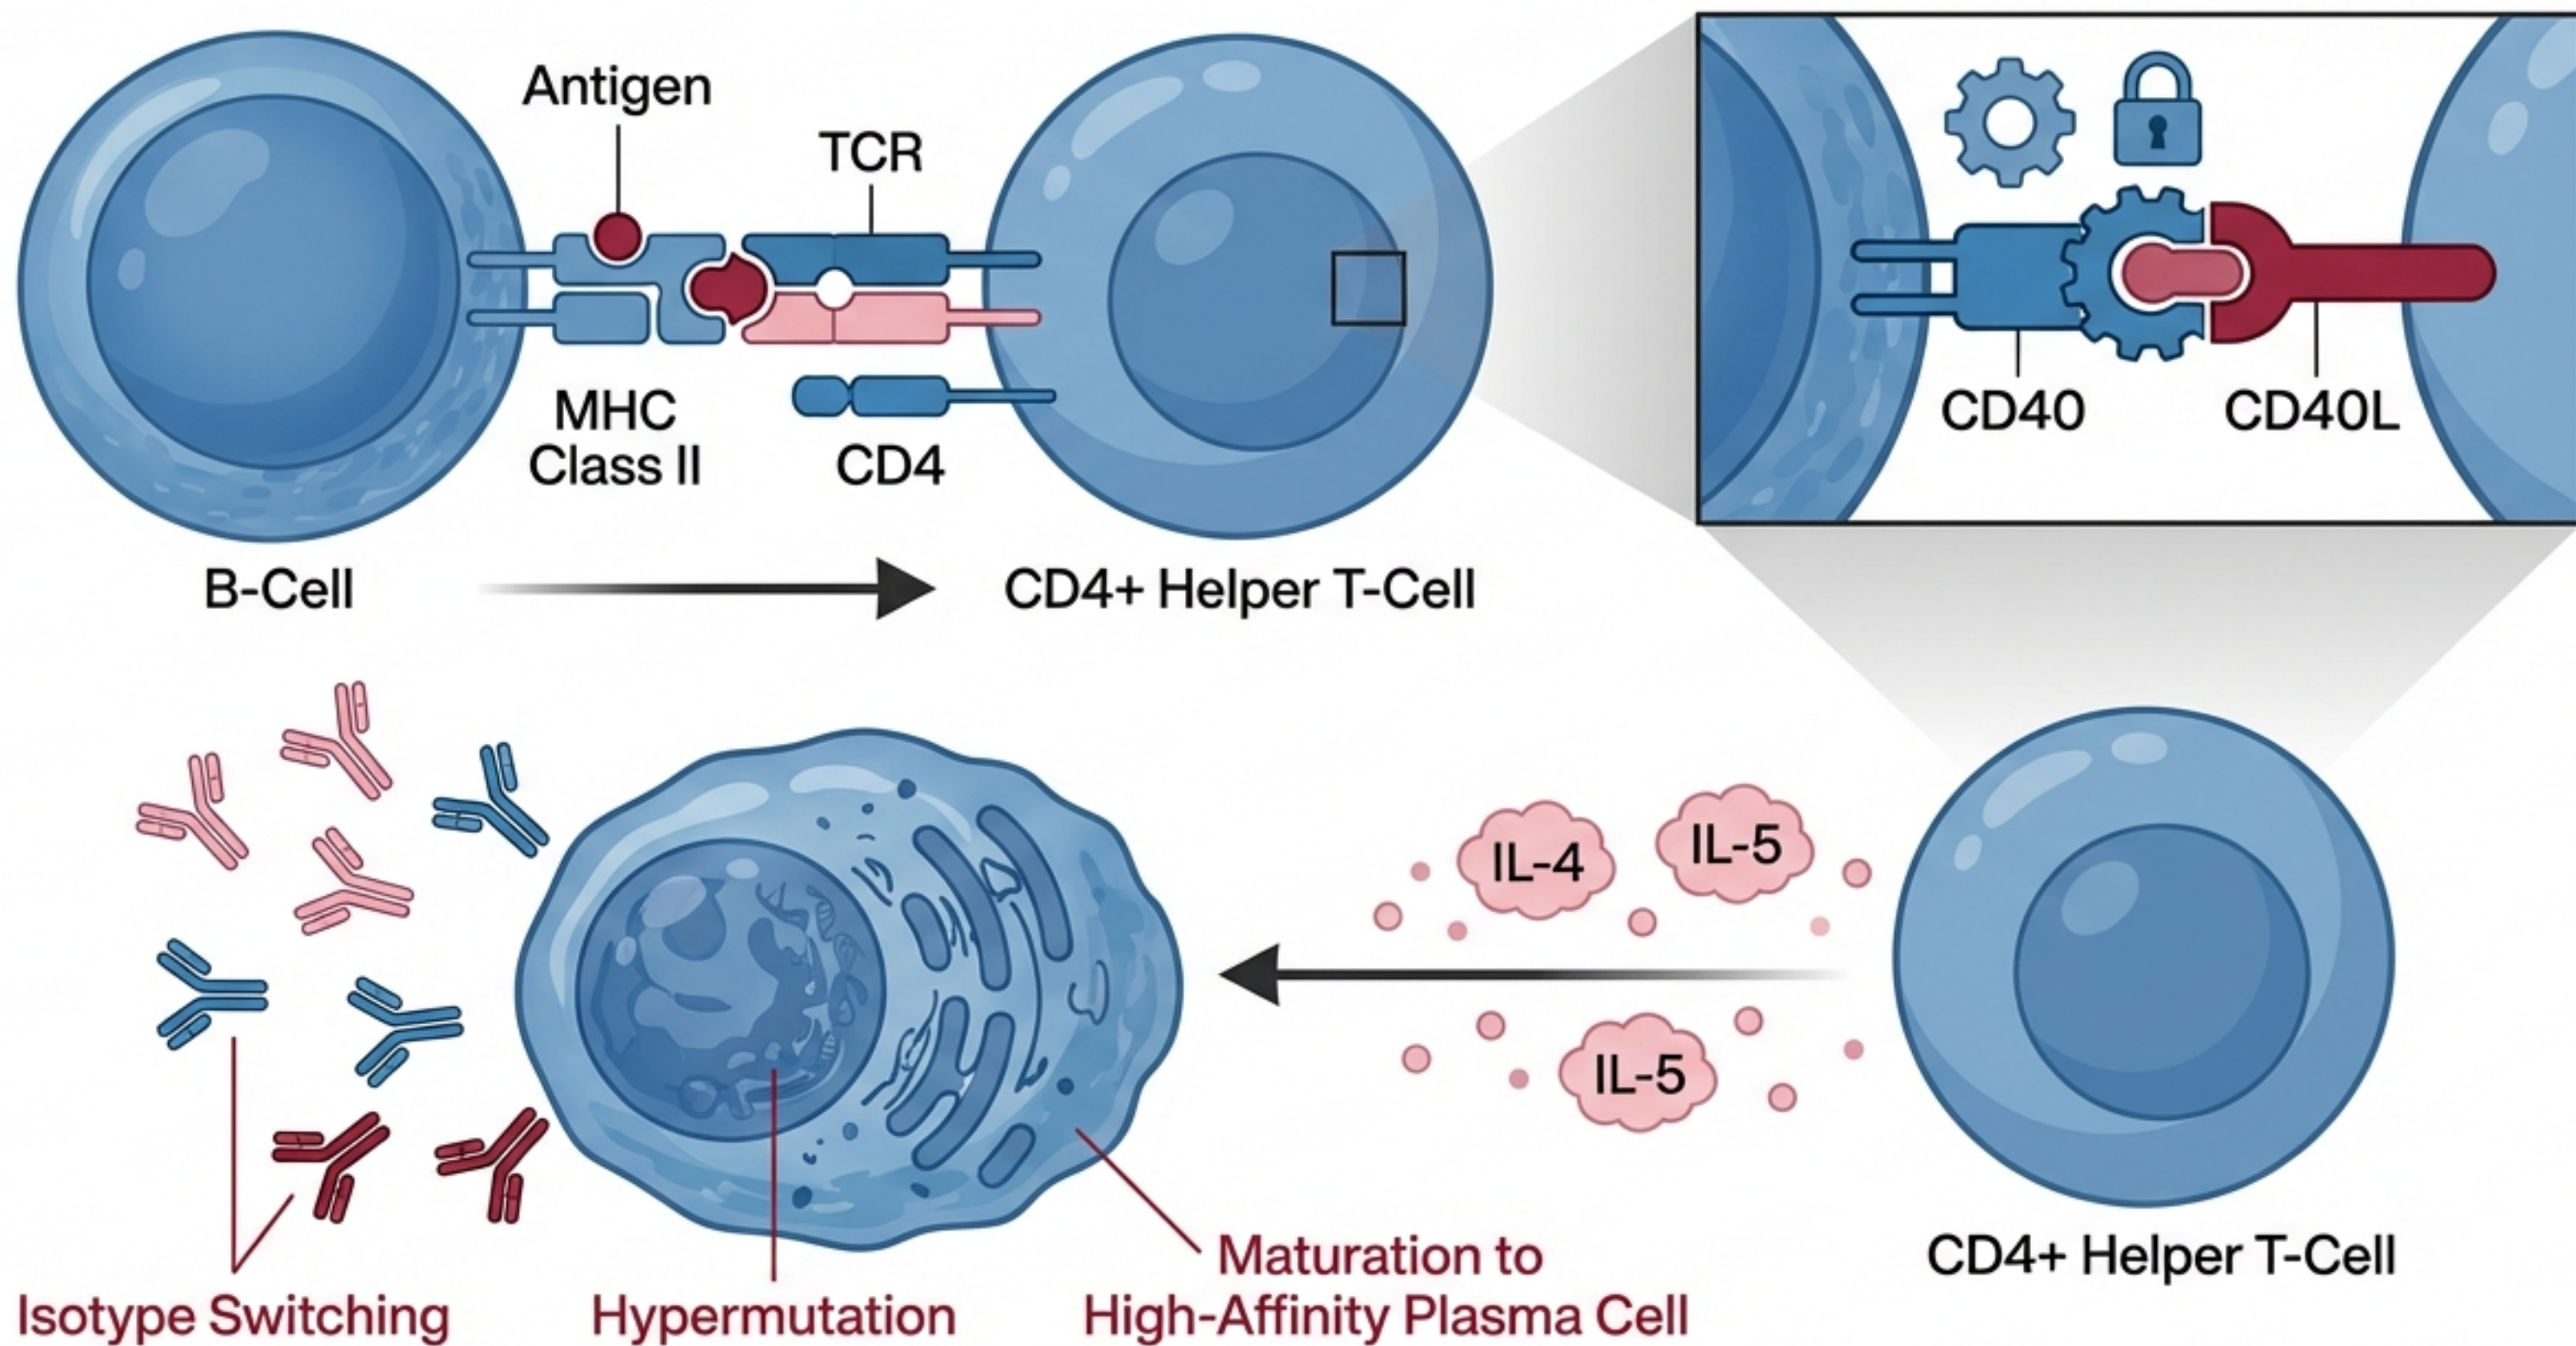 Antigen
TCR
MHC
Class II
CD4
CD40
CD40L
B-Cell
CD4+ Helper T-Cell
IL-4
IL-5
IL-5
CD4+ Helper T-Cell
Isotype Switching
Hypermutation
Maturation to
High-Affinity Plasma Cell